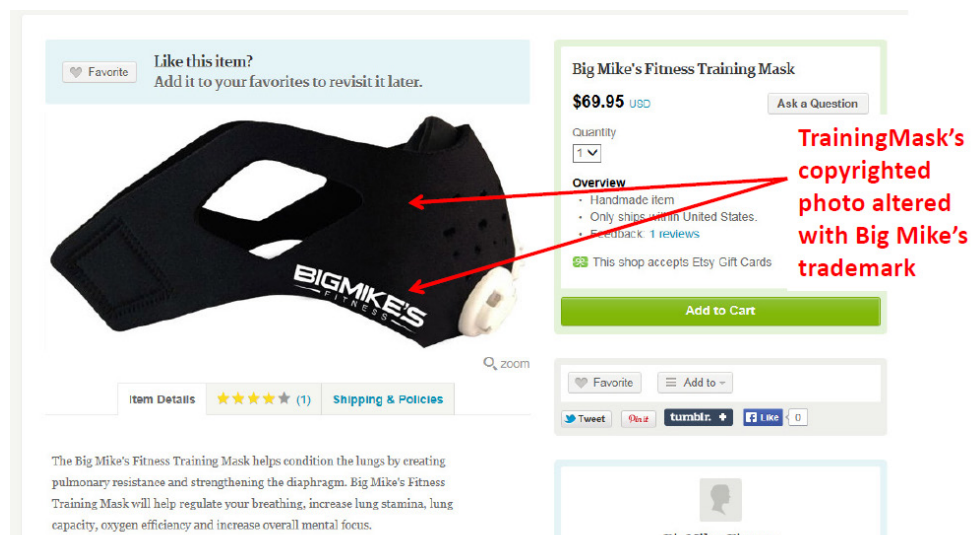 Favorite
Like this item?
Add it to your favorites to revisit it later.
BIGMIKE'S
FITNESS
zoom
Item Details
(1)
Shipping & Policies
The Big Mike's Fitness Training Mask helps condition the lungs by creating
pulmonary resistance and strengthening the diaphragm. Big Mike's Fitness
Training Mask will help regulate your breathing, increase lung stamina, lung
capacity, oxygen efficiency and increase overall mental focus.
Big Mike's Fitness Training Mask
$69.95 USD
Ask a Question
Quantity
1
Overview
• Handmade item
• Only ships within United States.
• Feedback: 1 reviews
This shop accepts Etsy Gift Cards
Add to Cart
Favorite
Add to
Tweet
Pin it
tumblr. +
Like
0
TrainingMask's
copyrighted
photo altered
with Big Mike's
trademark